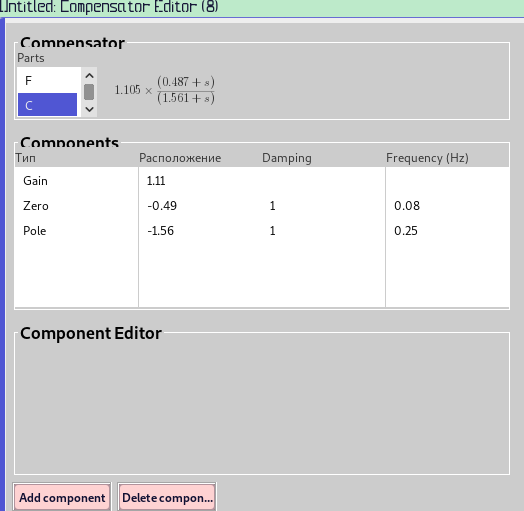 Untitled: Compensator Editor (8)
Compensator
Parts
F
C
1.105 × (0.487 + s) / (1.561 + s)
Components
Тип Расположение Damping Frequency (Hz)
Gain 1.11
Zero -0.49 1 0.08
Pole -1.56 1 0.25
Component Editor
Add component Delete compon...